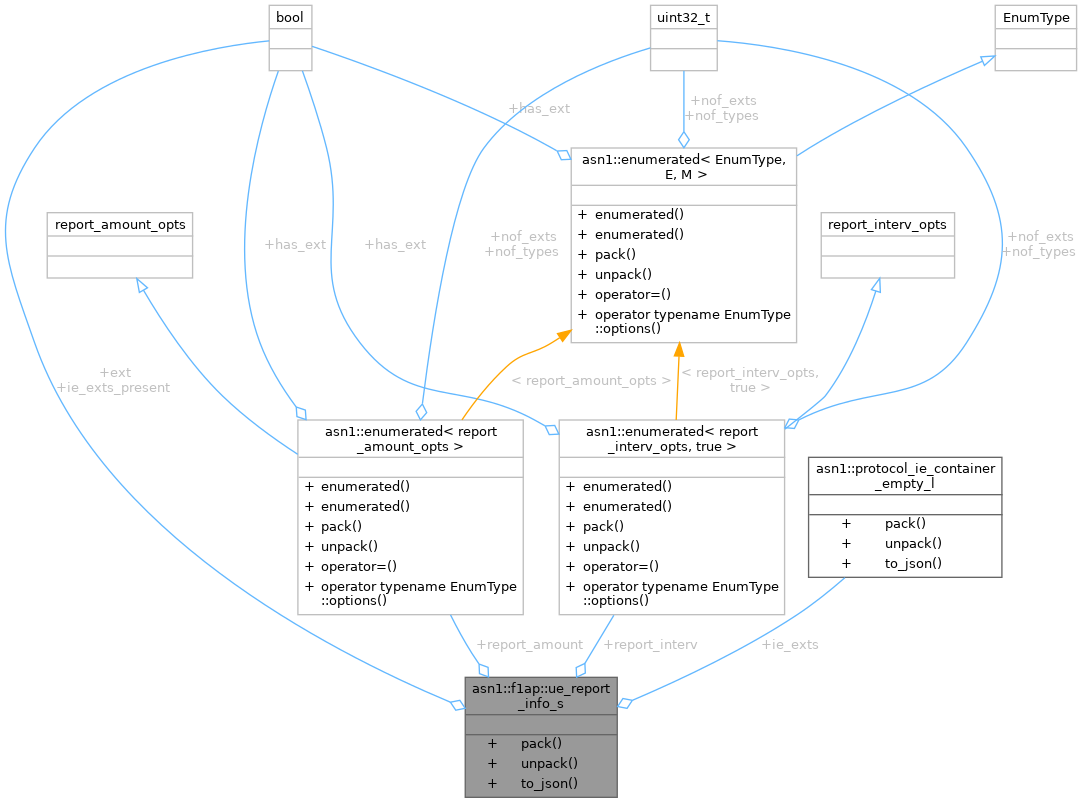 bool
uint32_t
EnumType
+has_ext
+nof_exts
+nof_types
asn1::enumerated< EnumType,
E, M >
+ enumerated()
+ enumerated()
+ pack()
+ unpack()
+ operator=()
+ operator typename EnumType
::options()
report_amount_opts
report_interv_opts
+has_ext
+has_ext
+nof_exts
+nof_types
+nof_exts
+nof_types
+ext
+ie_exts_present
< report_amount_opts >
< report_interv_opts,
true >
asn1::enumerated< report
_amount_opts >
+ enumerated()
+ enumerated()
+ pack()
+ unpack()
+ operator=()
+ operator typename EnumType
::options()
asn1::enumerated< report
_interv_opts, true >
+ enumerated()
+ enumerated()
+ pack()
+ unpack()
+ operator=()
+ operator typename EnumType
::options()
asn1::protocol_ie_container
_empty_l
+ pack()
+ unpack()
+ to_json()
+report_amount
+report_interv
+ie_exts
asn1::f1ap::ue_report
_info_s
+ pack()
+ unpack()
+ to_json()